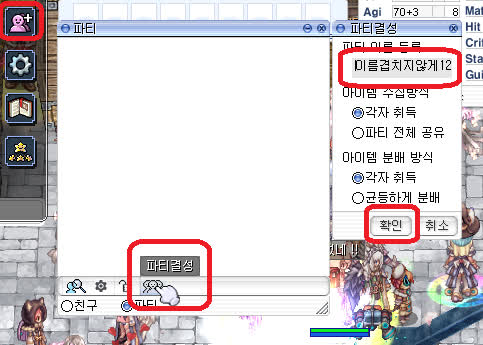 파티
파티결성
친구
파티
파티결성
파티 이름 등록
이름겹치지않게12
아이템 수집방식
각자 취득
파티 전체 공유
아이템 분배 방식
각자 취득
균등하게 분배
확인
취소
Agi 70+3 8
Hit
Sta
Gui
네 !!